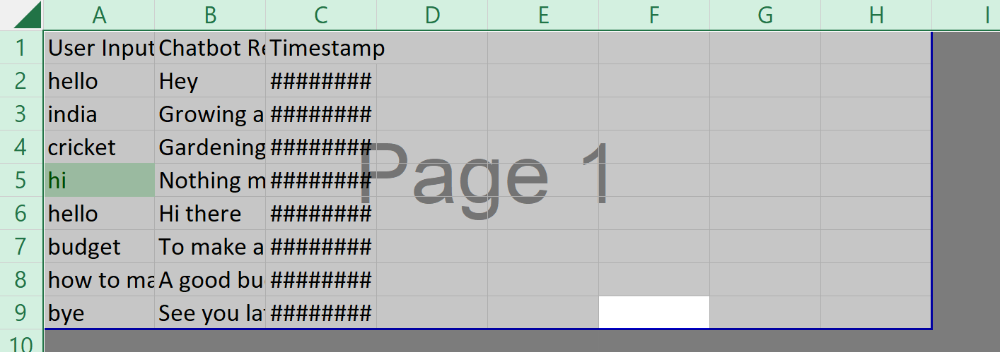 A B C D E F G H I
1 User Input Chatbot Re Timestamp
2 hello Hey ########
3 india Growing a ########
4 cricket Gardening ########
Page 1
5 hi Nothing m ########
6 hello Hi there ########
7 budget To make a ########
8 how to ma A good bu ########
9 bye See you lat ########
10